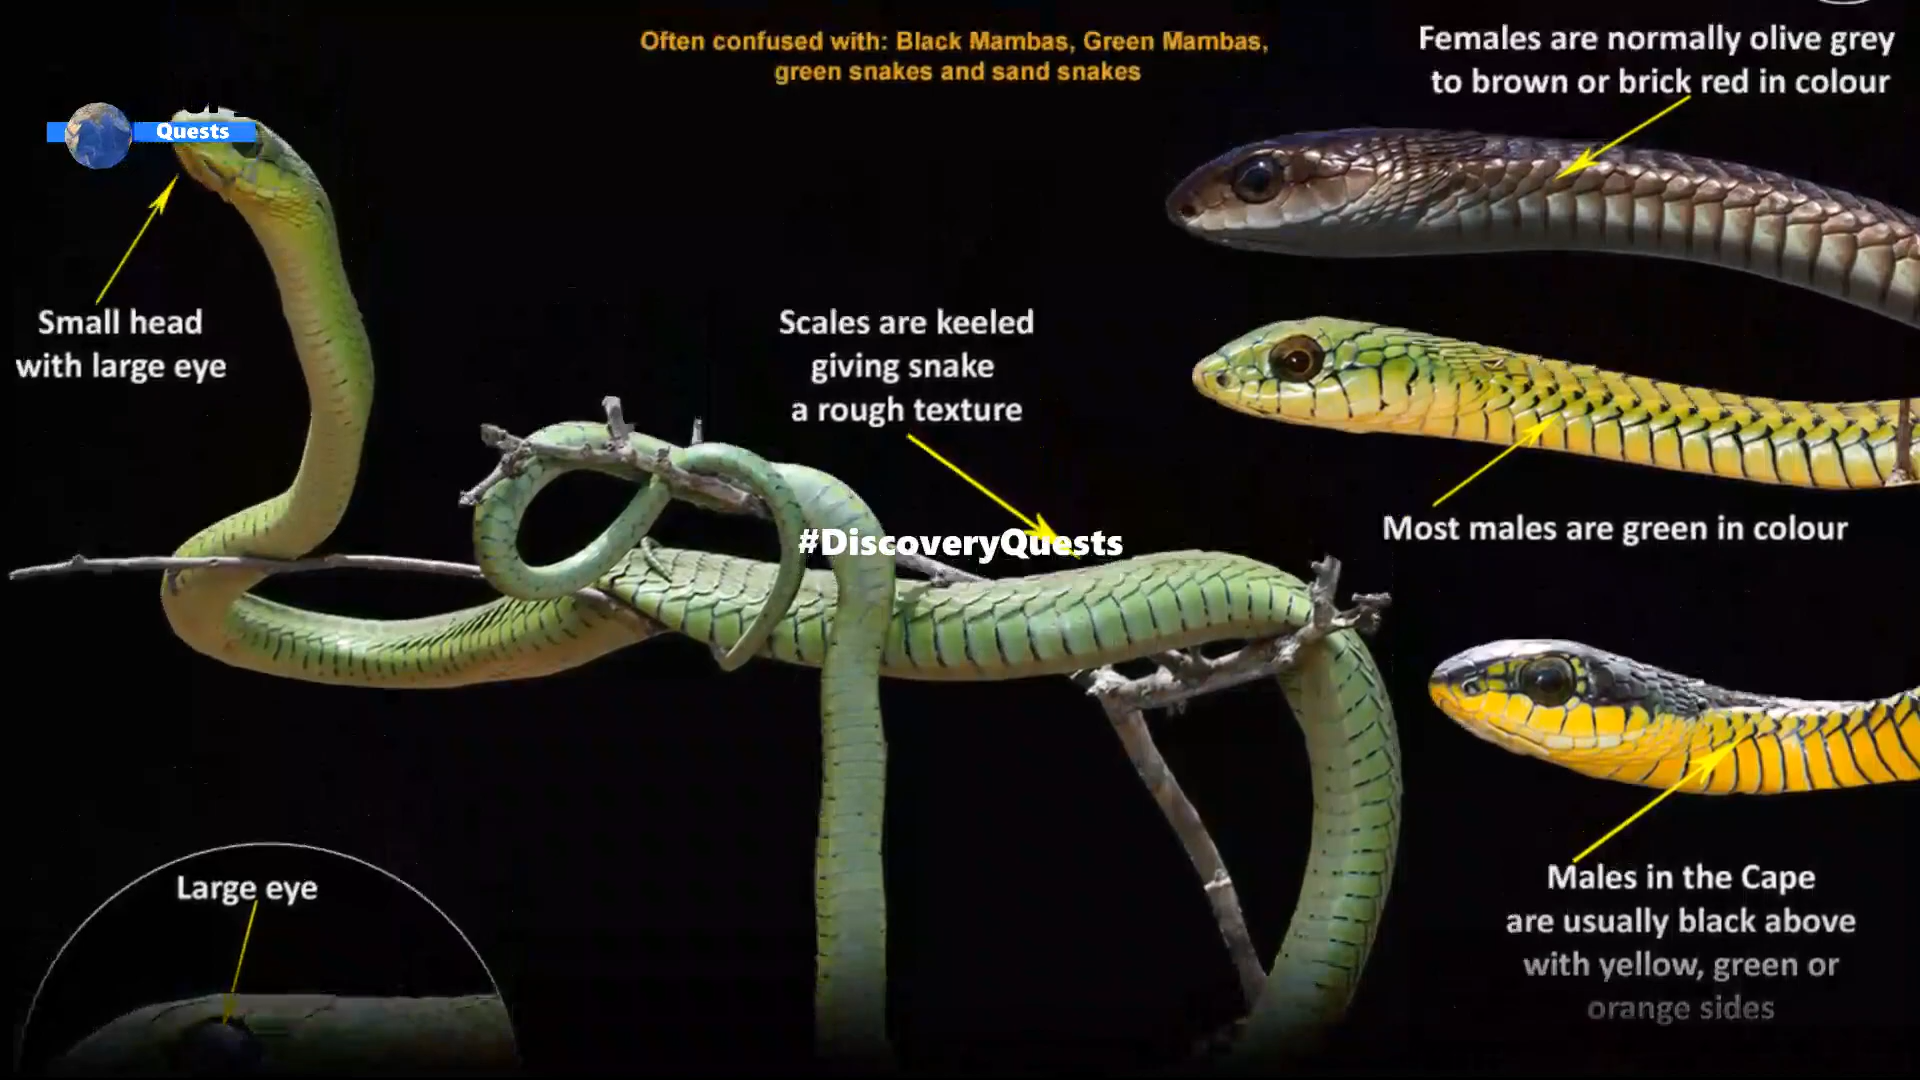 Often confused with: Black Mambas, Green Mambas,
green snakes and sand snakes
Females are normally olive grey
to brown or brick red in colour
Quests
Small head
with large eye
Scales are keeled
giving snake
a rough texture
#DiscoveryQuests
Most males are green in colour
Large eye
Males in the Cape
are usually black above
with yellow, green or
orange sides